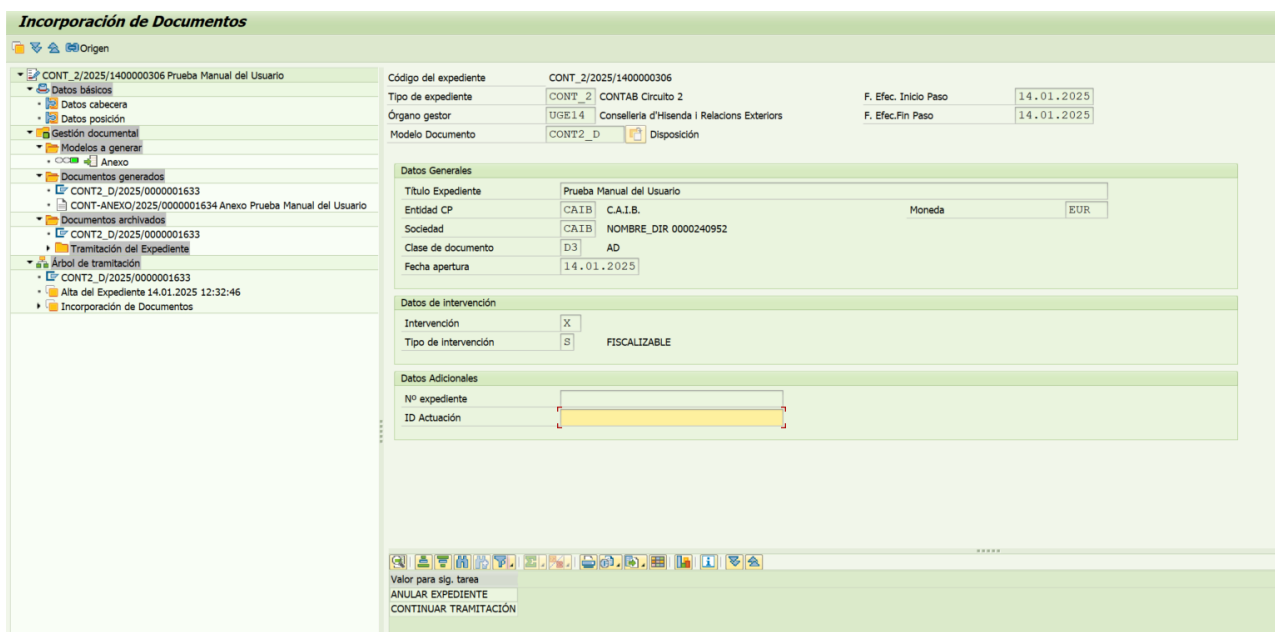 Incorporación de Documentos
Origen
CONT_2/2025/1400000306 Prueba Manual del Usuario
Datos básicos
Datos cabecera
Datos posición
Gestión documental
Modelos a generar
Anexo
Documentos generados
CONT2_D/2025/0000001633
CONT-ANEXO/2025/0000001634 Anexo Prueba Manual del Usuario
Documentos archivados
CONT2_D/2025/0000001633
Tramitación del Expediente
Árbol de tramitación
CONT2_D/2025/0000001633
Alta del Expediente 14.01.2025 12:32:46
Incorporación de Documentos
Código del expediente CONT_2/2025/1400000306
Tipo de expediente CONT_2 CONTAB Circuito 2 F. Efec. Inicio Paso 14.01.2025
Órgano gestor UGE14 Conselleria d'Hisenda i Relacions Exteriors F. Efec.Fin Paso 14.01.2025
Modelo Documento CONT2_D Disposición
Datos Generales
Título Expediente Prueba Manual del Usuario
Entidad CP CAIB C.A.I.B. Moneda EUR
Sociedad CAIB NOMBRE_DIR 0000240952
Clase de documento D3 AD
Fecha apertura 14.01.2025
Datos de intervención
Intervención X
Tipo de intervención S FISCALIZABLE
Datos Adicionales
Nº expediente
ID Actuación
Valor para sig. tarea
ANULAR EXPEDIENTE
CONTINUAR TRAMITACIÓN